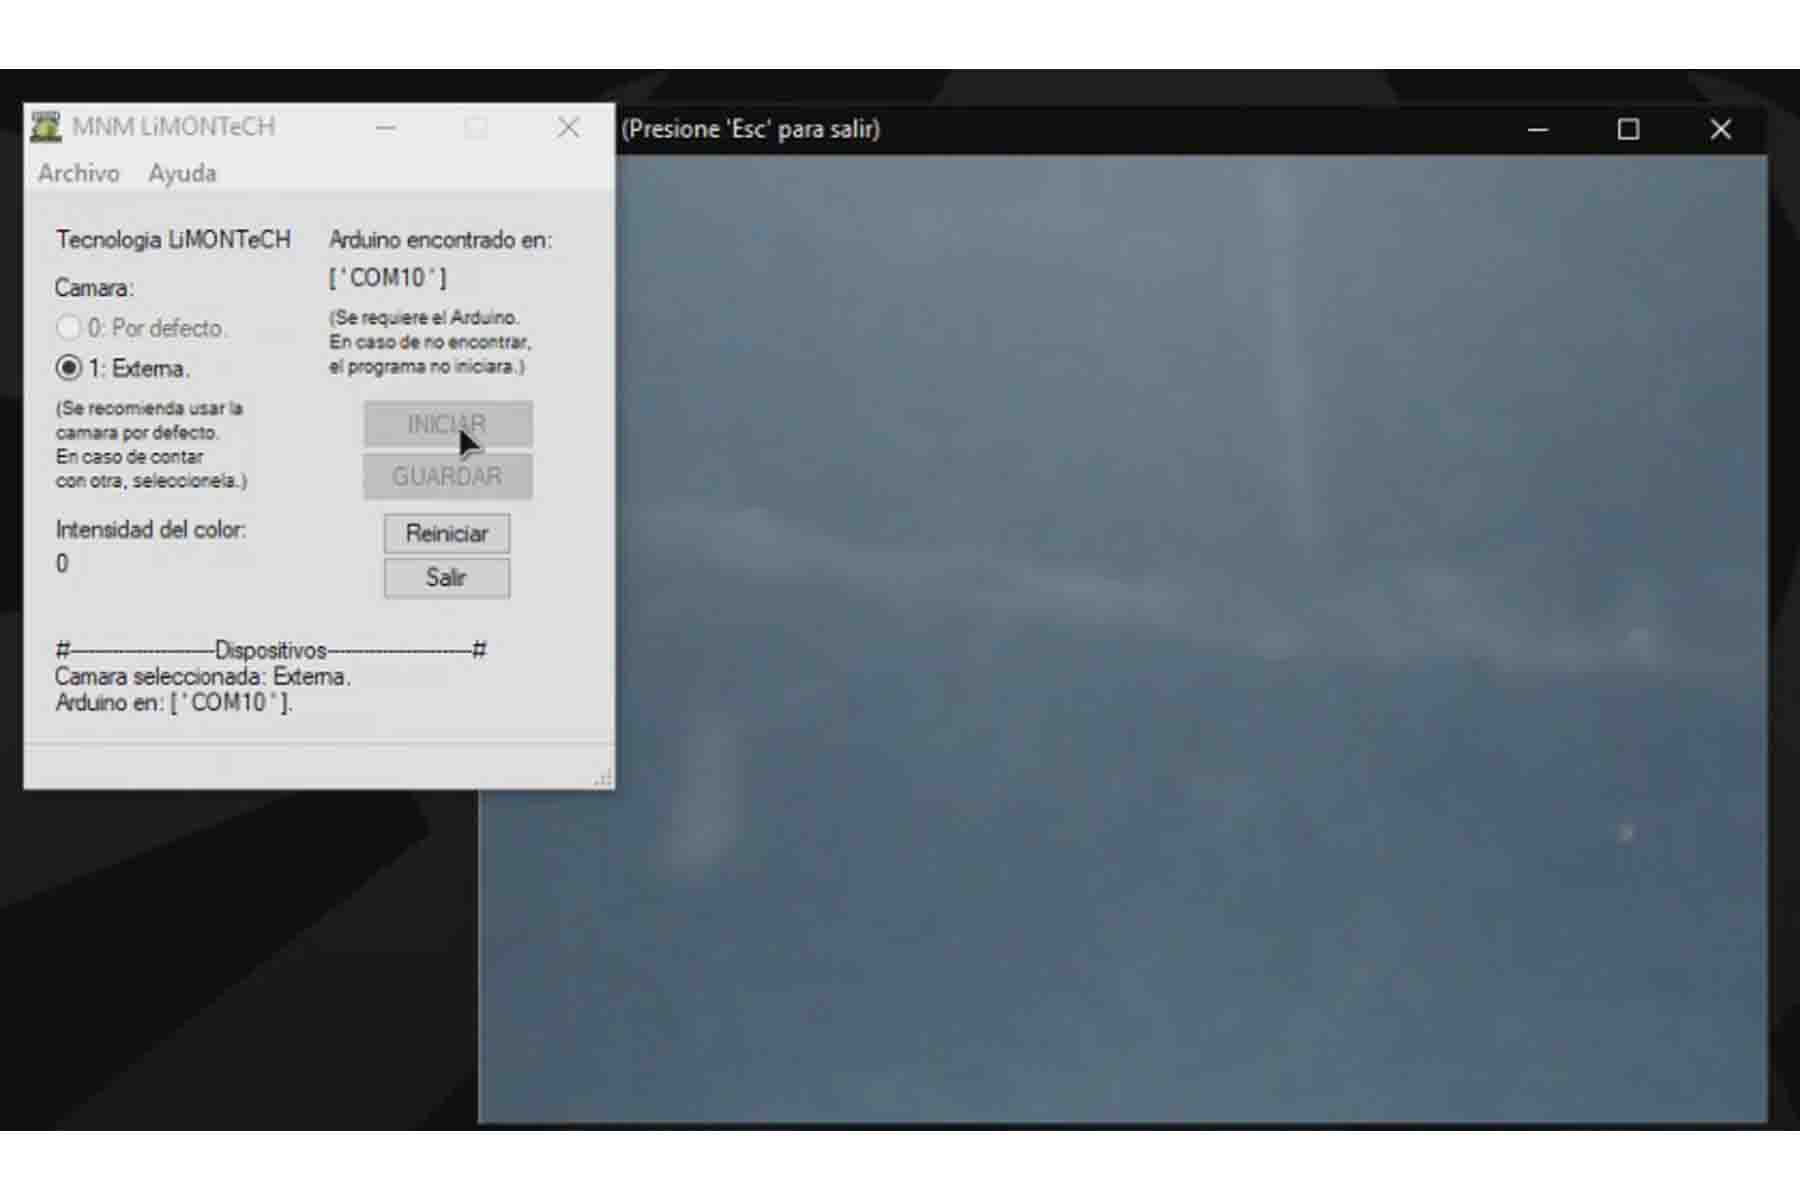 MNM LiMONTeCH
(Presione 'Esc' para salir)
Archivo Ayuda
Tecnologia LiMONTeCH
Camara:
0: Por defecto.
1: Externa.
(Se recomienda usar la
camara por defecto.
En caso de contar
con otra, seleccionela.)
Intensidad del color:
0
Arduino encontrado en:
['COM10']
(Se requiere el Arduino.
En caso de no encontrar,
el programa no iniciara.)
INICIAR
GUARDAR
Reiniciar
Salir
#----------------------Dispositivos----------------------#
Camara seleccionada: Externa.
Arduino en: ['COM10'].